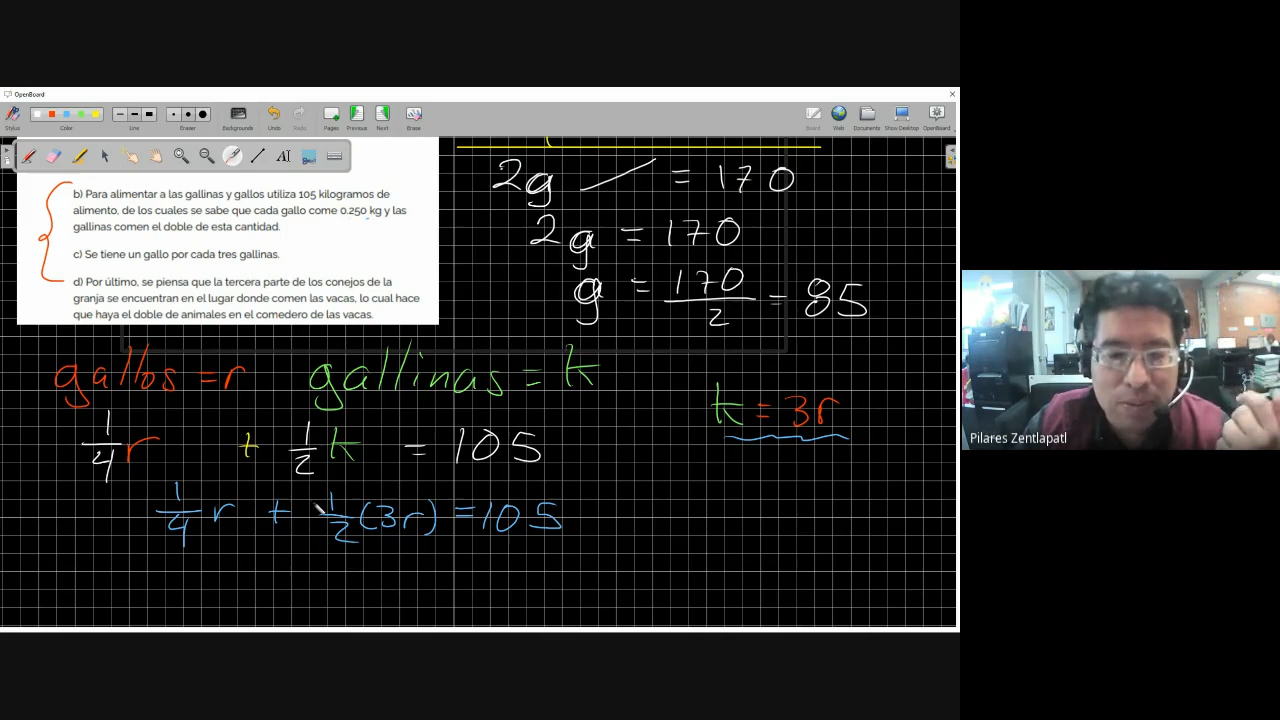 OpenBoard
Stylus Color Line Eraser Backgrounds Undo Redo Pages Previous Next Erase Board Web Documents Show Desktop OpenBoard
b) Para alimentar a las gallinas y gallos utiliza 105 kilogramos de
alimento, de los cuales se sabe que cada gallo come 0.250 kg y las
gallinas comen el doble de esta cantidad.
c) Se tiene un gallo por cada tres gallinas.
d) Por último, se piensa que la tercera parte de los conejos de la
granja se encuentran en el lugar donde comen las vacas, lo cual hace
que haya el doble de animales en el comedero de las vacas.
2g = 170
2g = 170
g = 170/2 = 85
gallos = r gallinas = k
k = 3r
1/4 r + 1/2 k = 105
1/4 r + 1/2 (3r) = 105
Pilares Zentlapatl